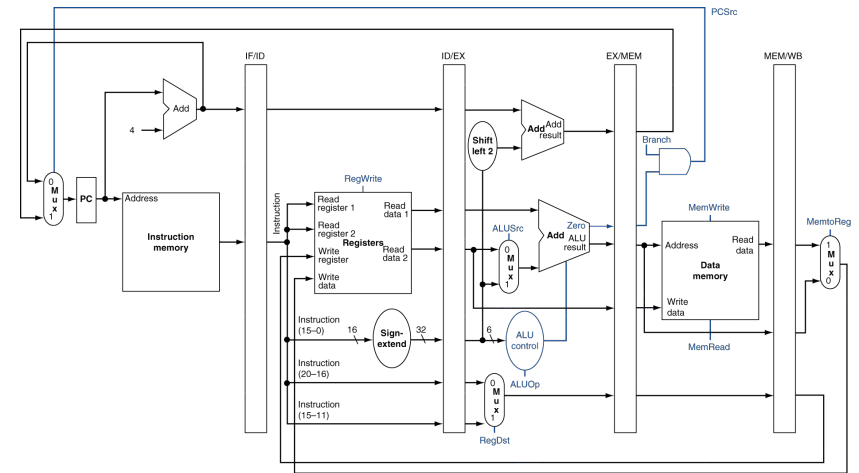 PCSrc
IF/ID
ID/EX
EX/MEM
MEM/WB
Add
4
Add
Add
result
Shift
left 2
Branch
0
M
u
x
1
PC
Address
Instruction
memory
Instruction
RegWrite
Read
register 1
Read
register 2
Write
register
Write
data
Registers
Read
data 1
Read
data 2
ALUSrc
0
M
u
x
1
Add
Zero
ALU
result
MemWrite
Address
Read
data
Data
memory
Write
data
MemRead
MemtoReg
1
M
u
x
0
Instruction
(15–0)
16
Sign-
extend
32
6
ALU
control
ALUOp
Instruction
(20–16)
Instruction
(15–11)
0
M
u
x
1
RegDst